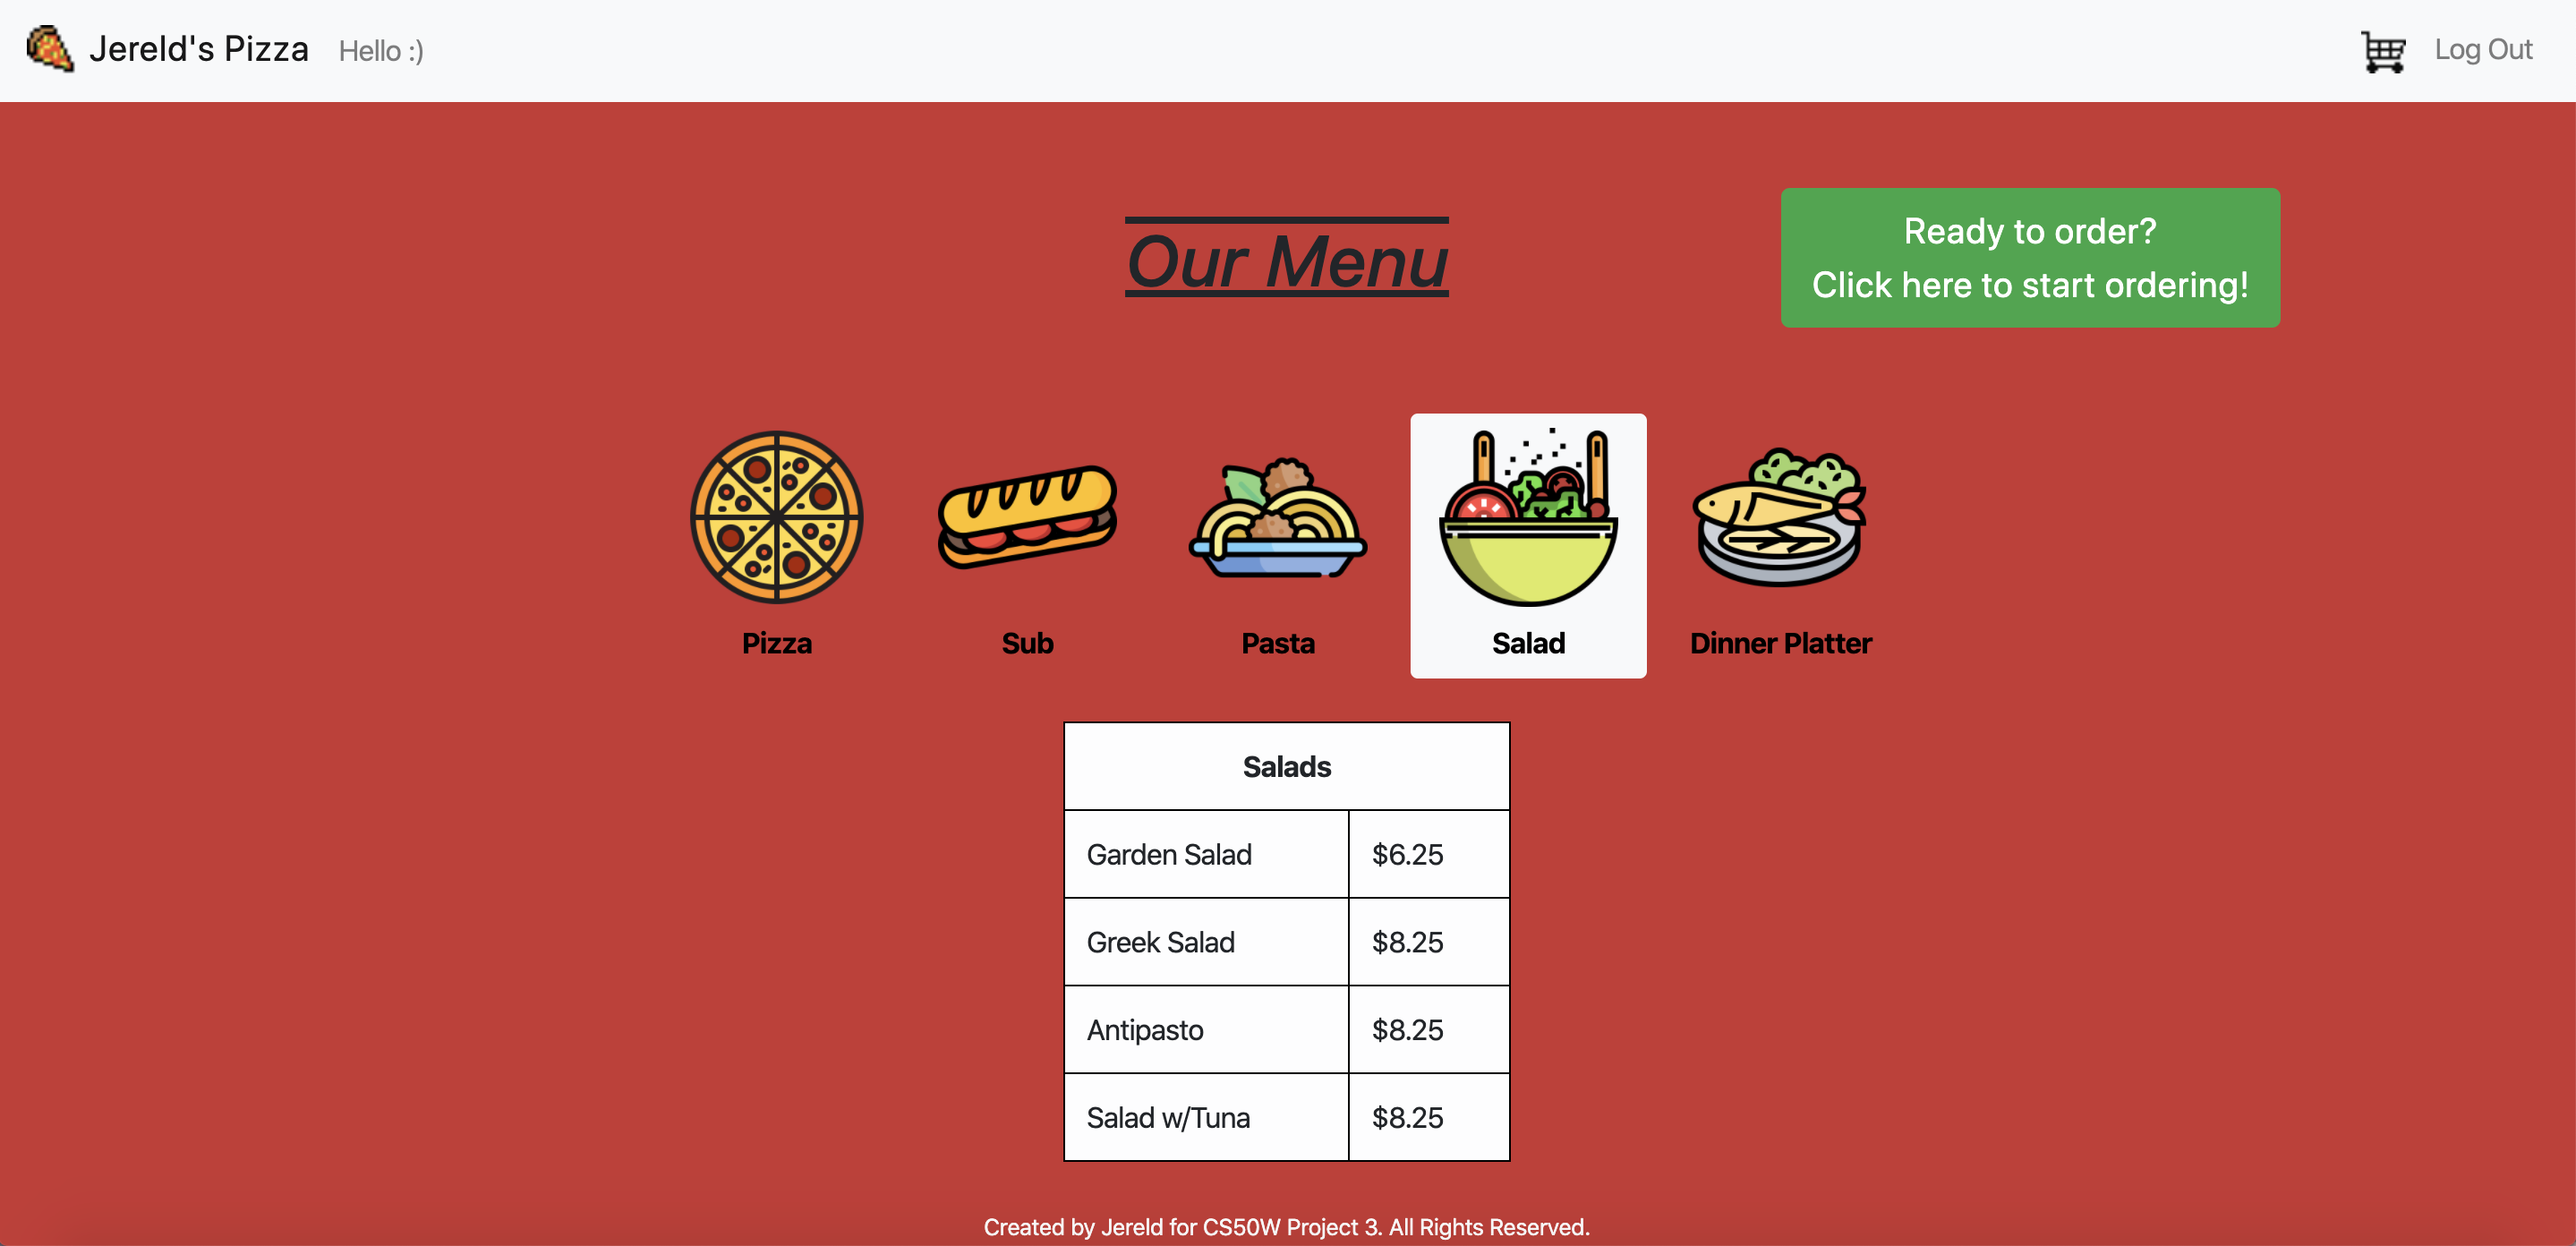 Jereld's Pizza Hello :) Log Out
Our Menu
Ready to order?
Click here to start ordering!
Pizza Sub Pasta Salad Dinner Platter
Salads
Garden Salad $6.25
Greek Salad $8.25
Antipasto $8.25
Salad w/Tuna $8.25
Created by Jereld for CS50W Project 3. All Rights Reserved.